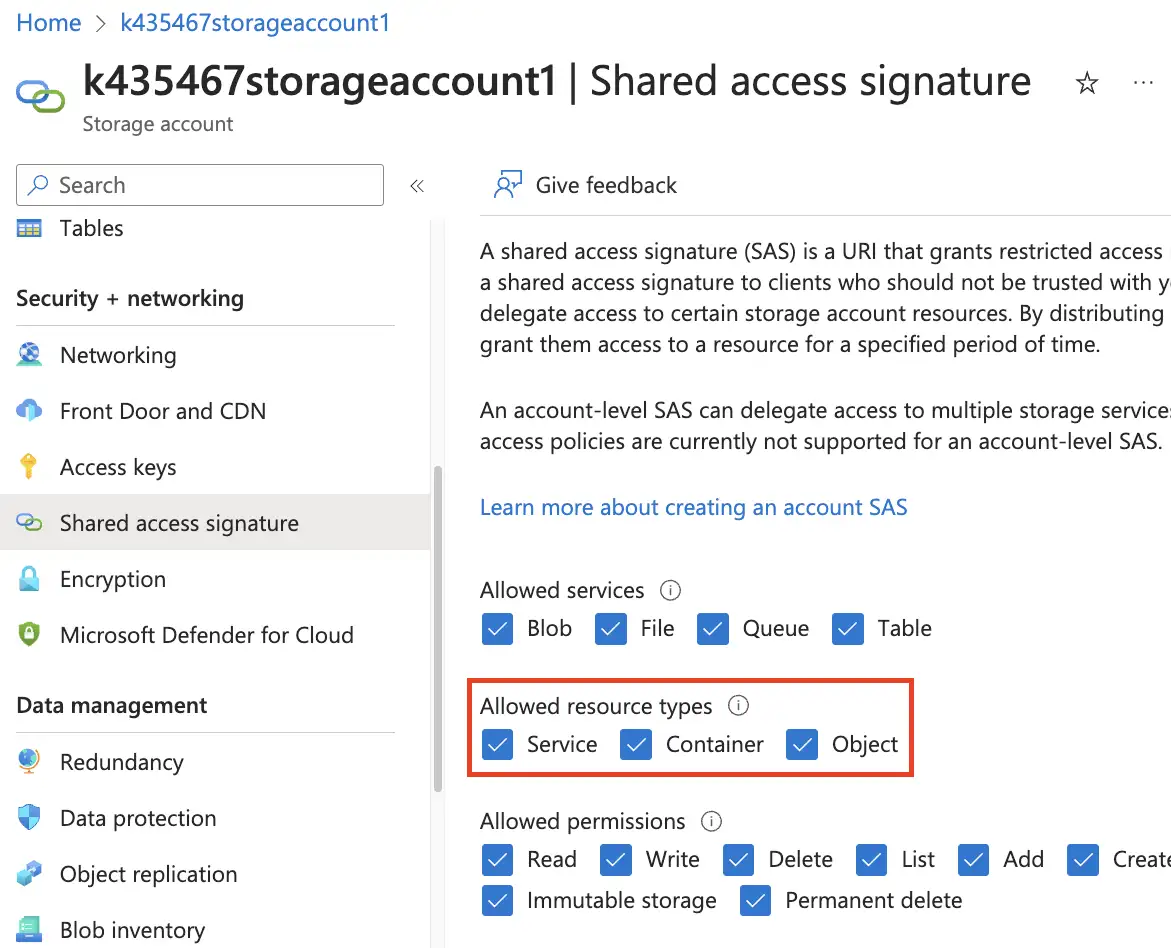 Home > k435467storageaccount1
k435467storageaccount1 | Shared access signature
Storage account
Search
«
Tables
Security + networking
Networking
Front Door and CDN
Access keys
Shared access signature
Encryption
Microsoft Defender for Cloud
Data management
Redundancy
Data protection
Object replication
Blob inventory
Give feedback
A shared access signature (SAS) is a URI that grants restricted access
a shared access signature to clients who should not be trusted with y
delegate access to certain storage account resources. By distributing
grant them access to a resource for a specified period of time.
An account-level SAS can delegate access to multiple storage service
access policies are currently not supported for an account-level SAS.
Learn more about creating an account SAS
Allowed services
Blob File Queue Table
Allowed resource types
Service Container Object
Allowed permissions
Read Write Delete List Add Create
Immutable storage Permanent delete